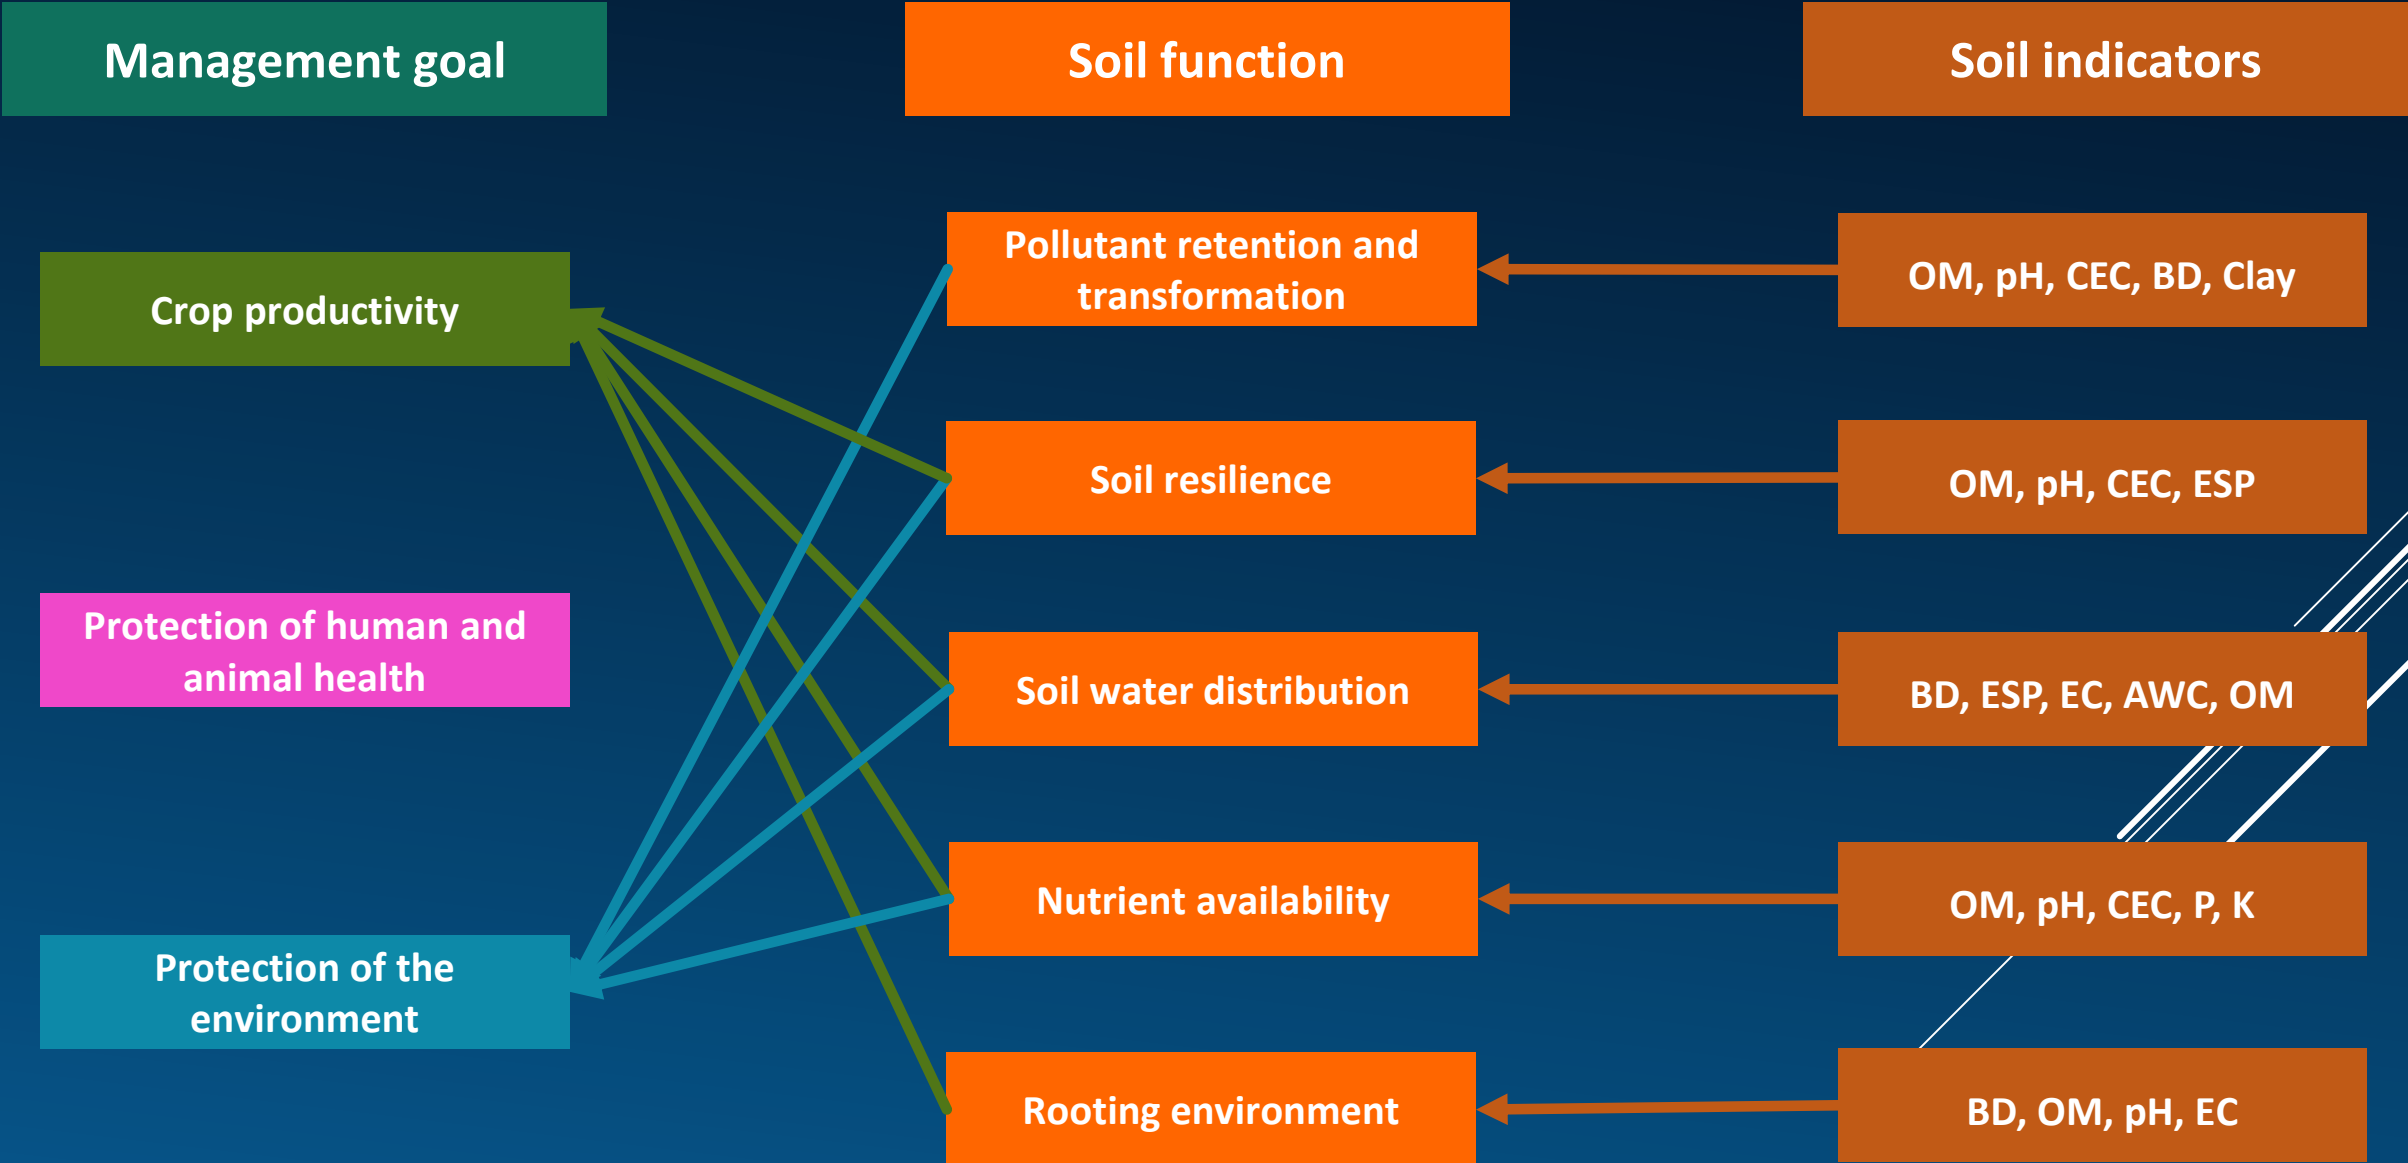 Management goal
Soil function
Soil indicators
Crop productivity
Protection of human and
animal health
Protection of the
environment
Pollutant retention and
transformation
Soil resilience
Soil water distribution
Nutrient availability
Rooting environment
OM, pH, CEC, BD, Clay
OM, pH, CEC, ESP
BD, ESP, EC, AWC, OM
OM, pH, CEC, P, K
BD, OM, pH, EC